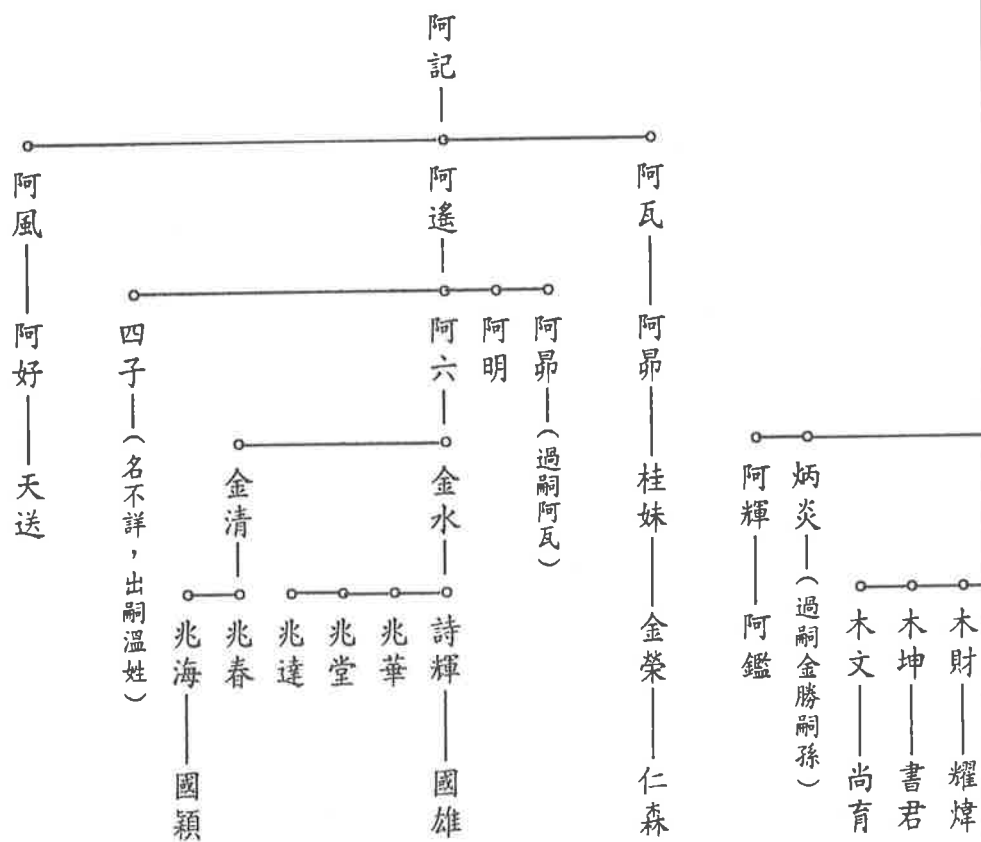 阿記
阿瓦
阿遙
阿風
阿昴
阿昴
(過嗣阿瓦)
阿明
阿六
四子
(名不詳,出嗣溫姓)
阿好
炳炎
(過嗣金勝嗣孫)
阿輝
桂妹
金水
金清
天送
木財
木坤
木文
阿鑑
金榮
詩輝
兆華
兆堂
兆達
兆春
兆海
耀煒
書君
尚育
仁森
國雄
國穎